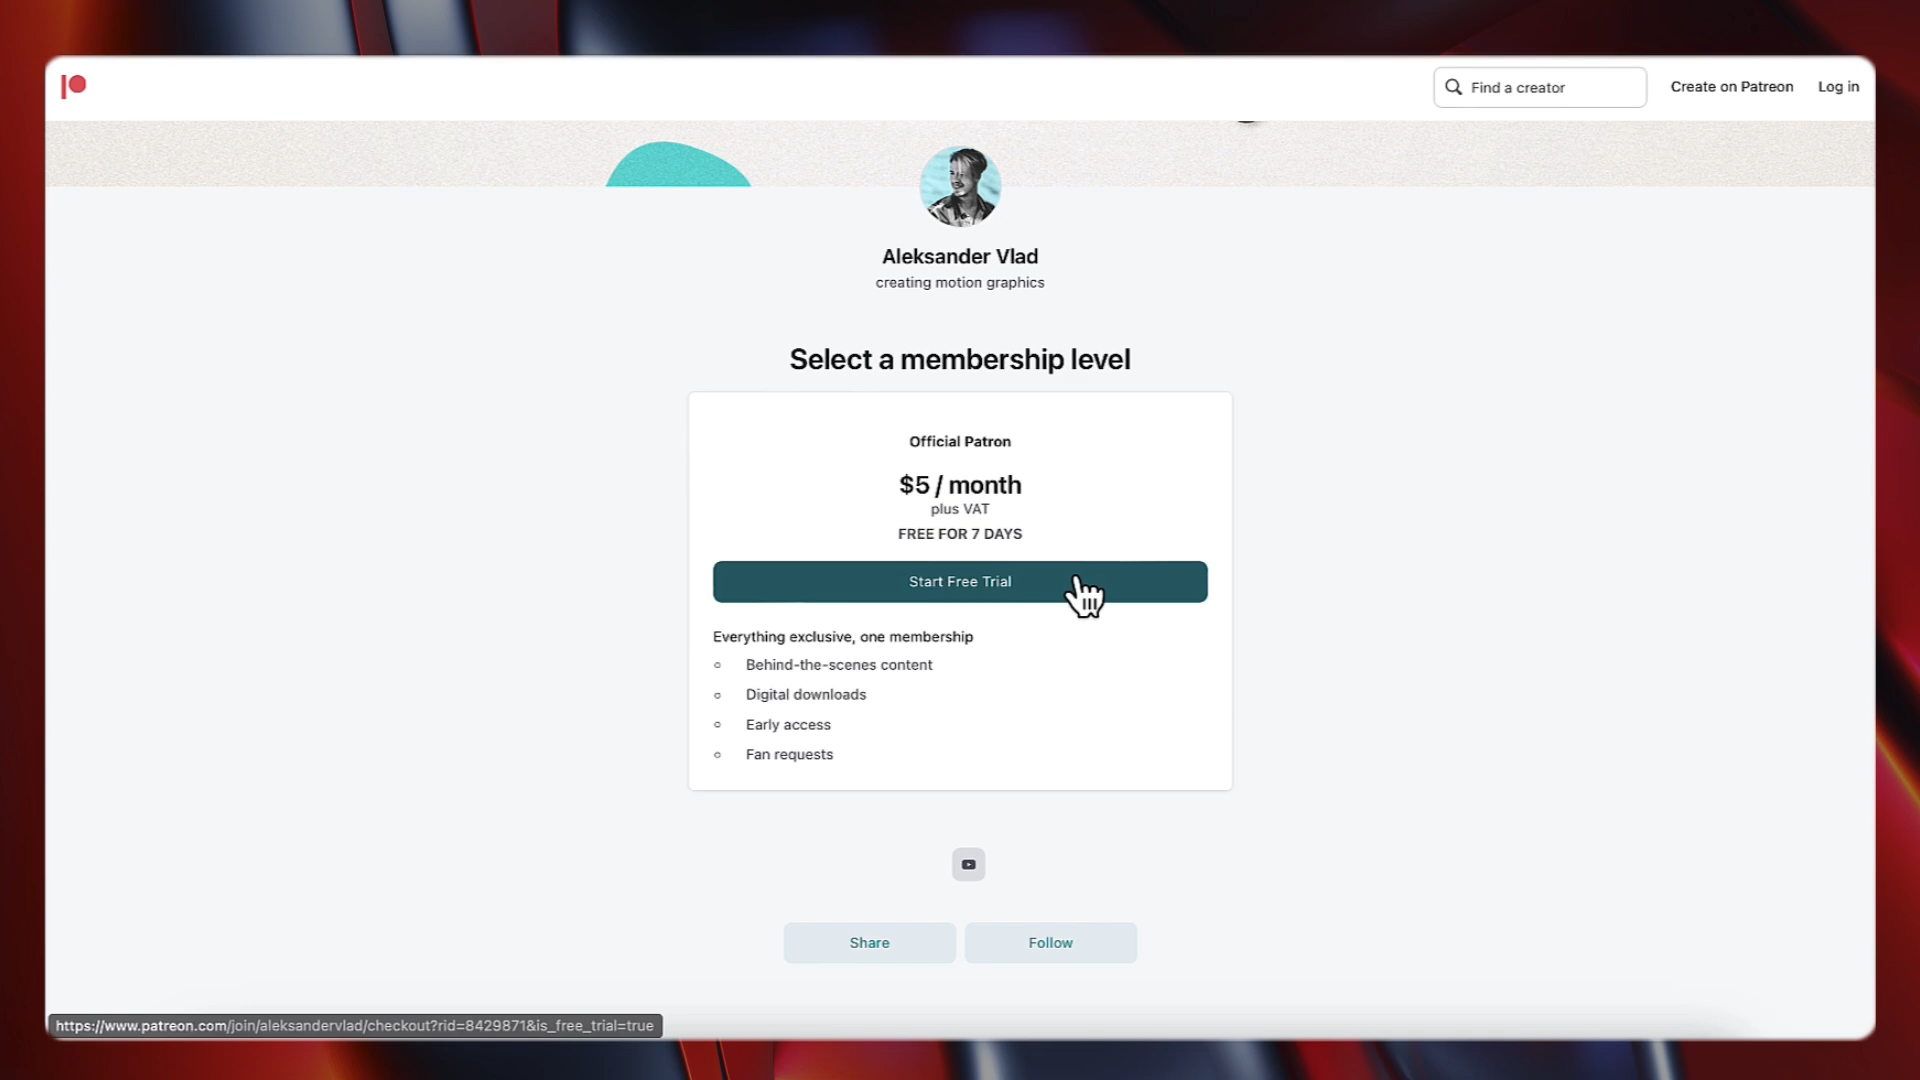 Find a creator
Create on Patreon
Log in
Aleksander Vlad
creating motion graphics
Select a membership level
Official Patron
$5 / month
plus VAT
FREE FOR 7 DAYS
Start Free Trial
Everything exclusive, one membership
Behind-the-scenes content
Digital downloads
Early access
Fan requests
Share
Follow
https://www.patreon.com/join/aleksandervlad/checkout?rid=8429871&is_free_trial=true